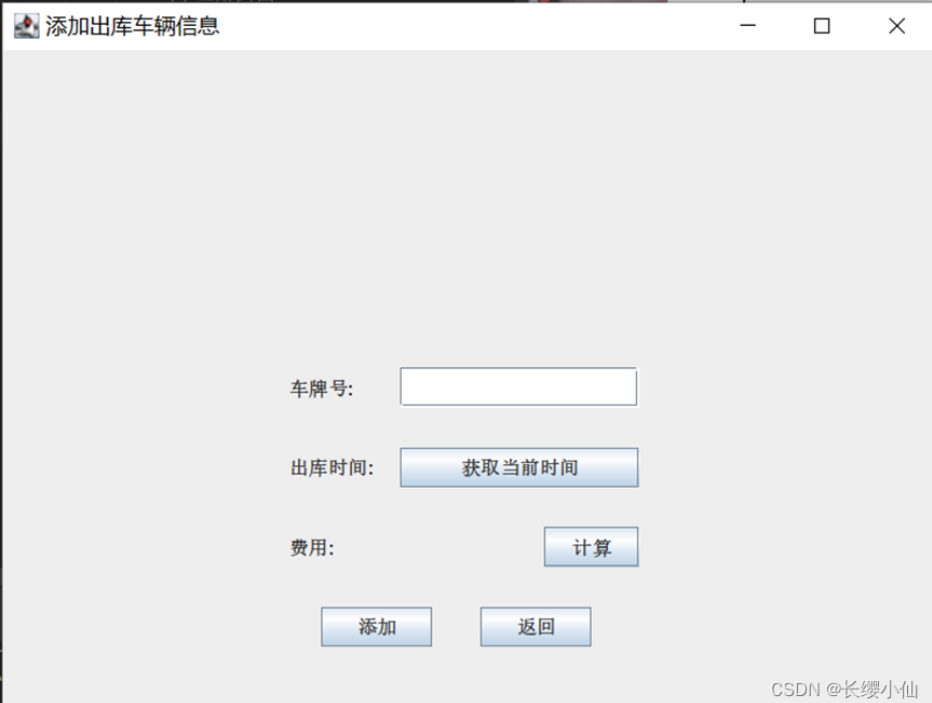 添加出库车辆信息
车牌号:
出库时间: 获取当前时间
费用: 计算
添加 返回
CSDN @长缨小仙